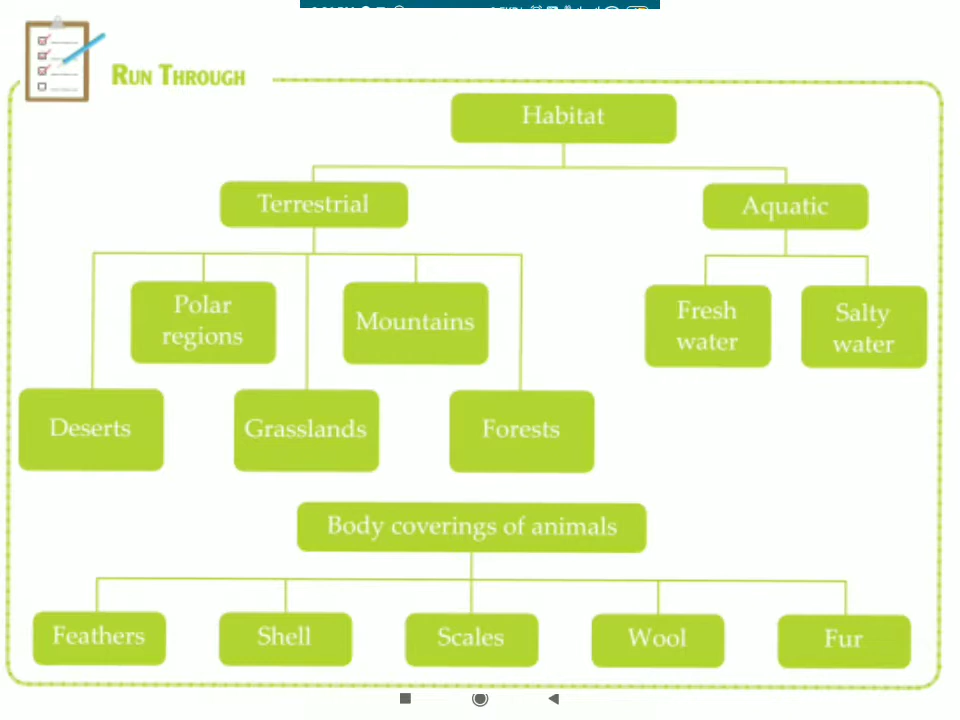 RUN THROUGH
Habitat
Terrestrial
Aquatic
Polar
regions
Mountains
Fresh
water
Salty
water
Deserts
Grasslands
Forests
Body coverings of animals
Feathers
Shell
Scales
Wool
Fur